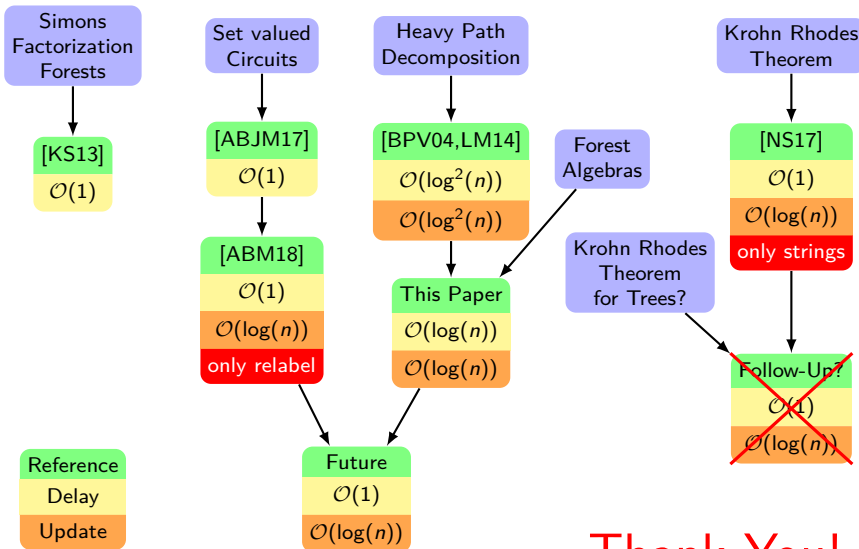 Simons
Factorization
Forests
[KS13]
O(1)
Set valued
Circuits
[ABJM17]
O(1)
[ABM18]
O(1)
O(log(n))
only relabel
Heavy Path
Decomposition
[BPV04,LM14]
O(log²(n))
O(log²(n))
Forest
Algebras
This Paper
O(log(n))
O(log(n))
Krohn Rhodes
Theorem
[NS17]
O(1)
O(log(n))
only strings
Krohn Rhodes
Theorem
for Trees?
Follow-Up?
O(1)
O(log(n))
Future
O(1)
O(log(n))
Reference
Delay
Update
Thank You!